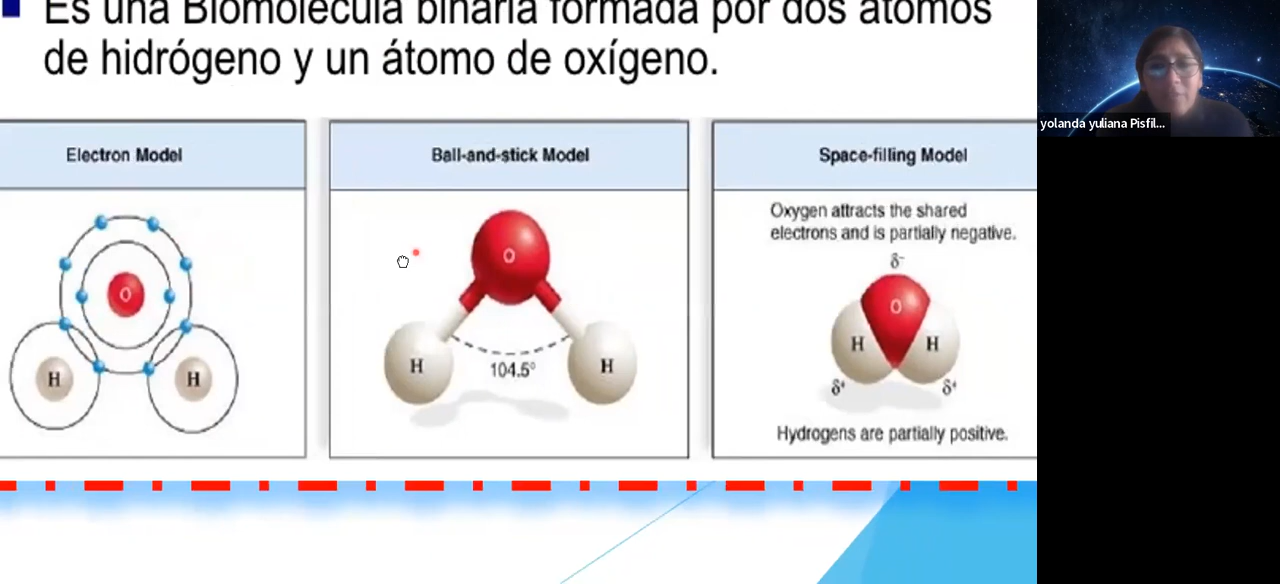 Es una Biomolécula binaria formada por dos átomos
de hidrógeno y un átomo de oxígeno.
Electron Model
O
H
H
Ball-and-stick Model
O
H
H
104.5°
Space-filling Model
Oxygen attracts the shared
electrons and is partially negative.
δ⁻
O
H
H
δ⁺
δ⁺
Hydrogens are partially positive.
yolanda yuliana Pisfil...